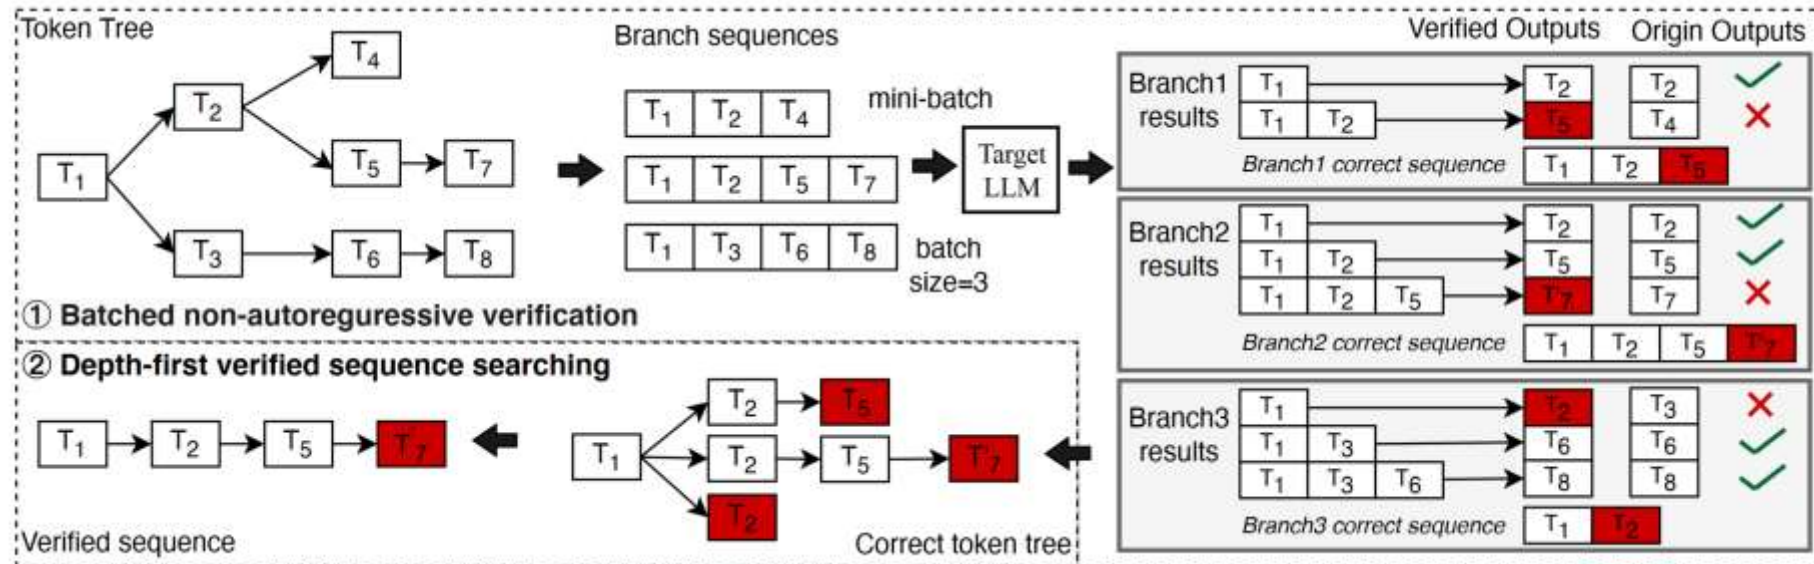 Token Tree
T1
T2
T4
T5
T7
T3
T6
T8
① Batched non-autoreguressive verification
Branch sequences
T1 T2 T4
T1 T2 T5 T7
T1 T3 T6 T8
mini-batch
batch
size=3
Target
LLM
Verified Outputs Origin Outputs
Branch1
results
T1 T2 T2
T1 T2 T5 T4
Branch1 correct sequence T1 T2 T5
Branch2
results
T1 T2 T2
T1 T2 T5 T5
T1 T2 T5 T'7 T7
Branch2 correct sequence T1 T2 T5 T'7
Branch3
results
T1 T2 T3
T1 T3 T6 T6
T1 T3 T6 T8 T8
Branch3 correct sequence T1 T2
② Depth-first verified sequence searching
T1 T2 T5 T'7
Verified sequence
T2 T5
T1 T2 T5 T'7
T2
Correct token tree